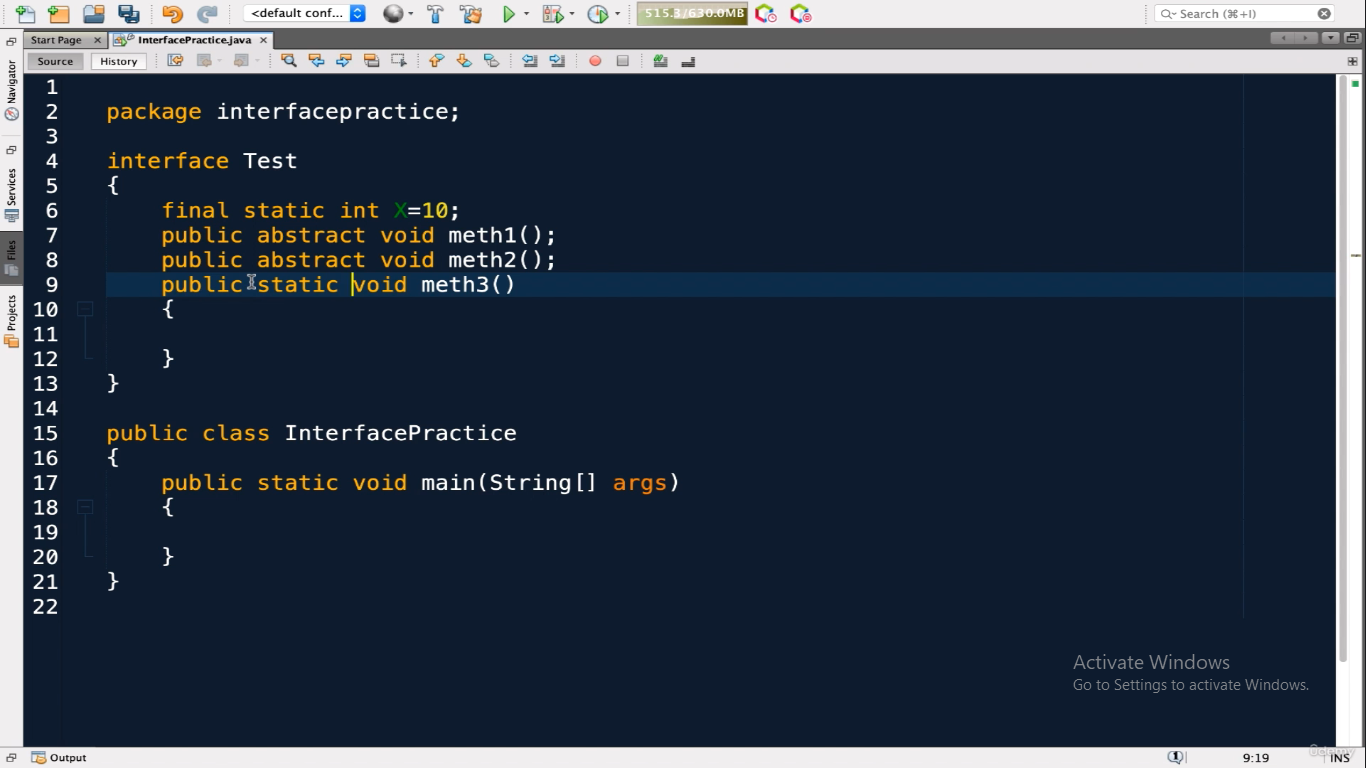 <default conf...
515.3/630.0MB
Search (⌘+I)
Start Page
InterfacePractice.java
Source History
Navigator
Services
Files
Projects
1
2 package interfacepractice;
3
4 interface Test
5 {
6 final static int X=10;
7 public abstract void meth1();
8 public abstract void meth2();
9 public static void meth3()
10 {
11
12 }
13 }
14
15 public class InterfacePractice
16 {
17 public static void main(String[] args)
18 {
19
20 }
21 }
22
Activate Windows
Go to Settings to activate Windows.
Output
1
9:19
INS
Udemy